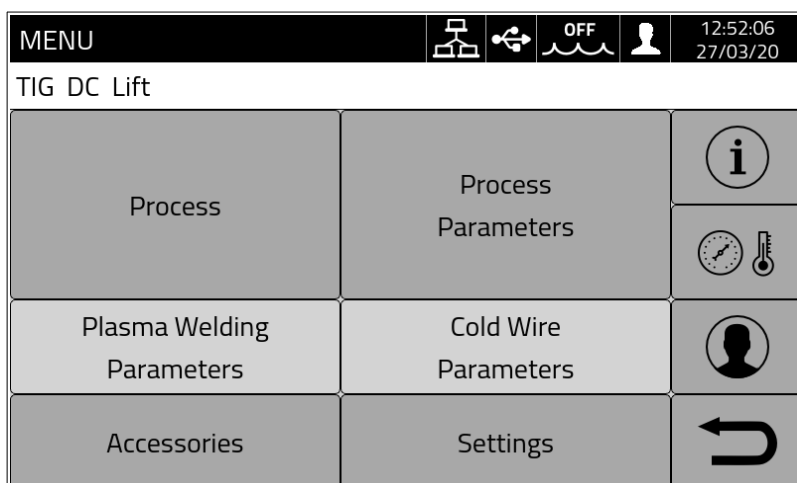 MENU
OFF
12:52:06
27/03/20
TIG DC Lift
Process
Process
Parameters
i
Plasma Welding
Parameters
Cold Wire
Parameters
Accessories
Settings